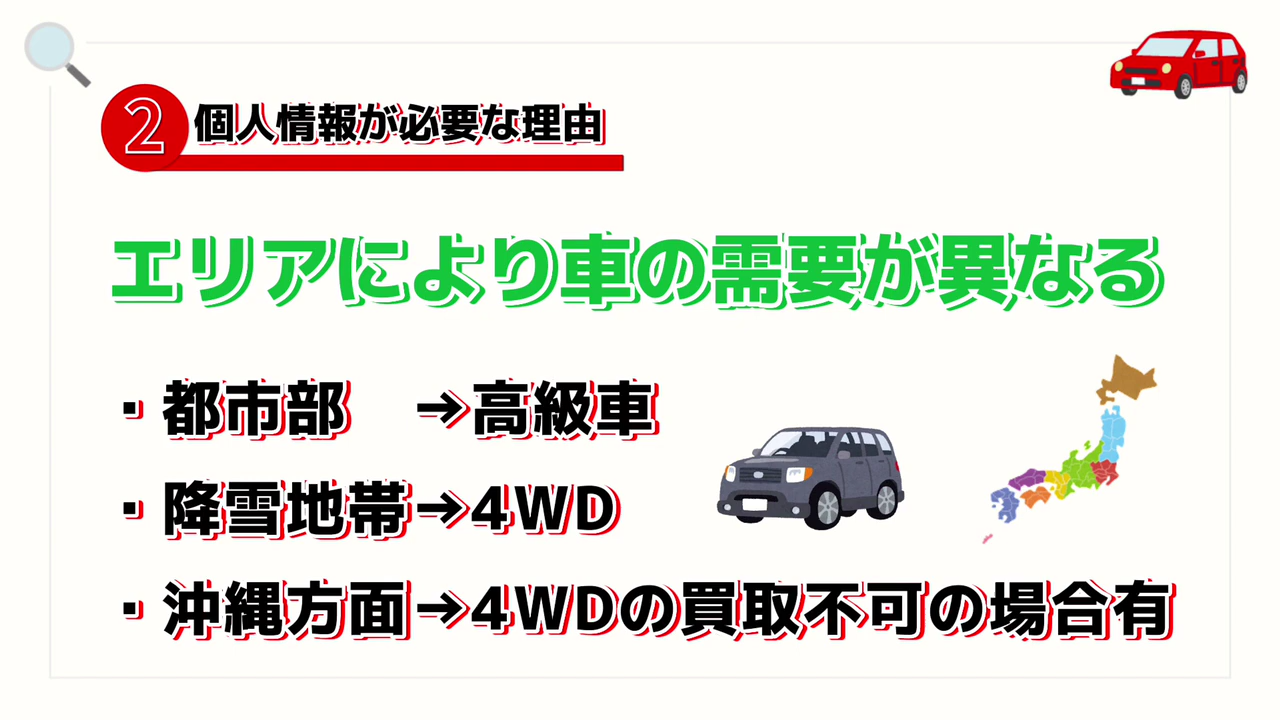 2 個人情報が必要な理由
エリアにより車の需要が異なる
・都市部　→高級車
・降雪地帯→4WD
・沖縄方面→4WDの買取不可の場合有